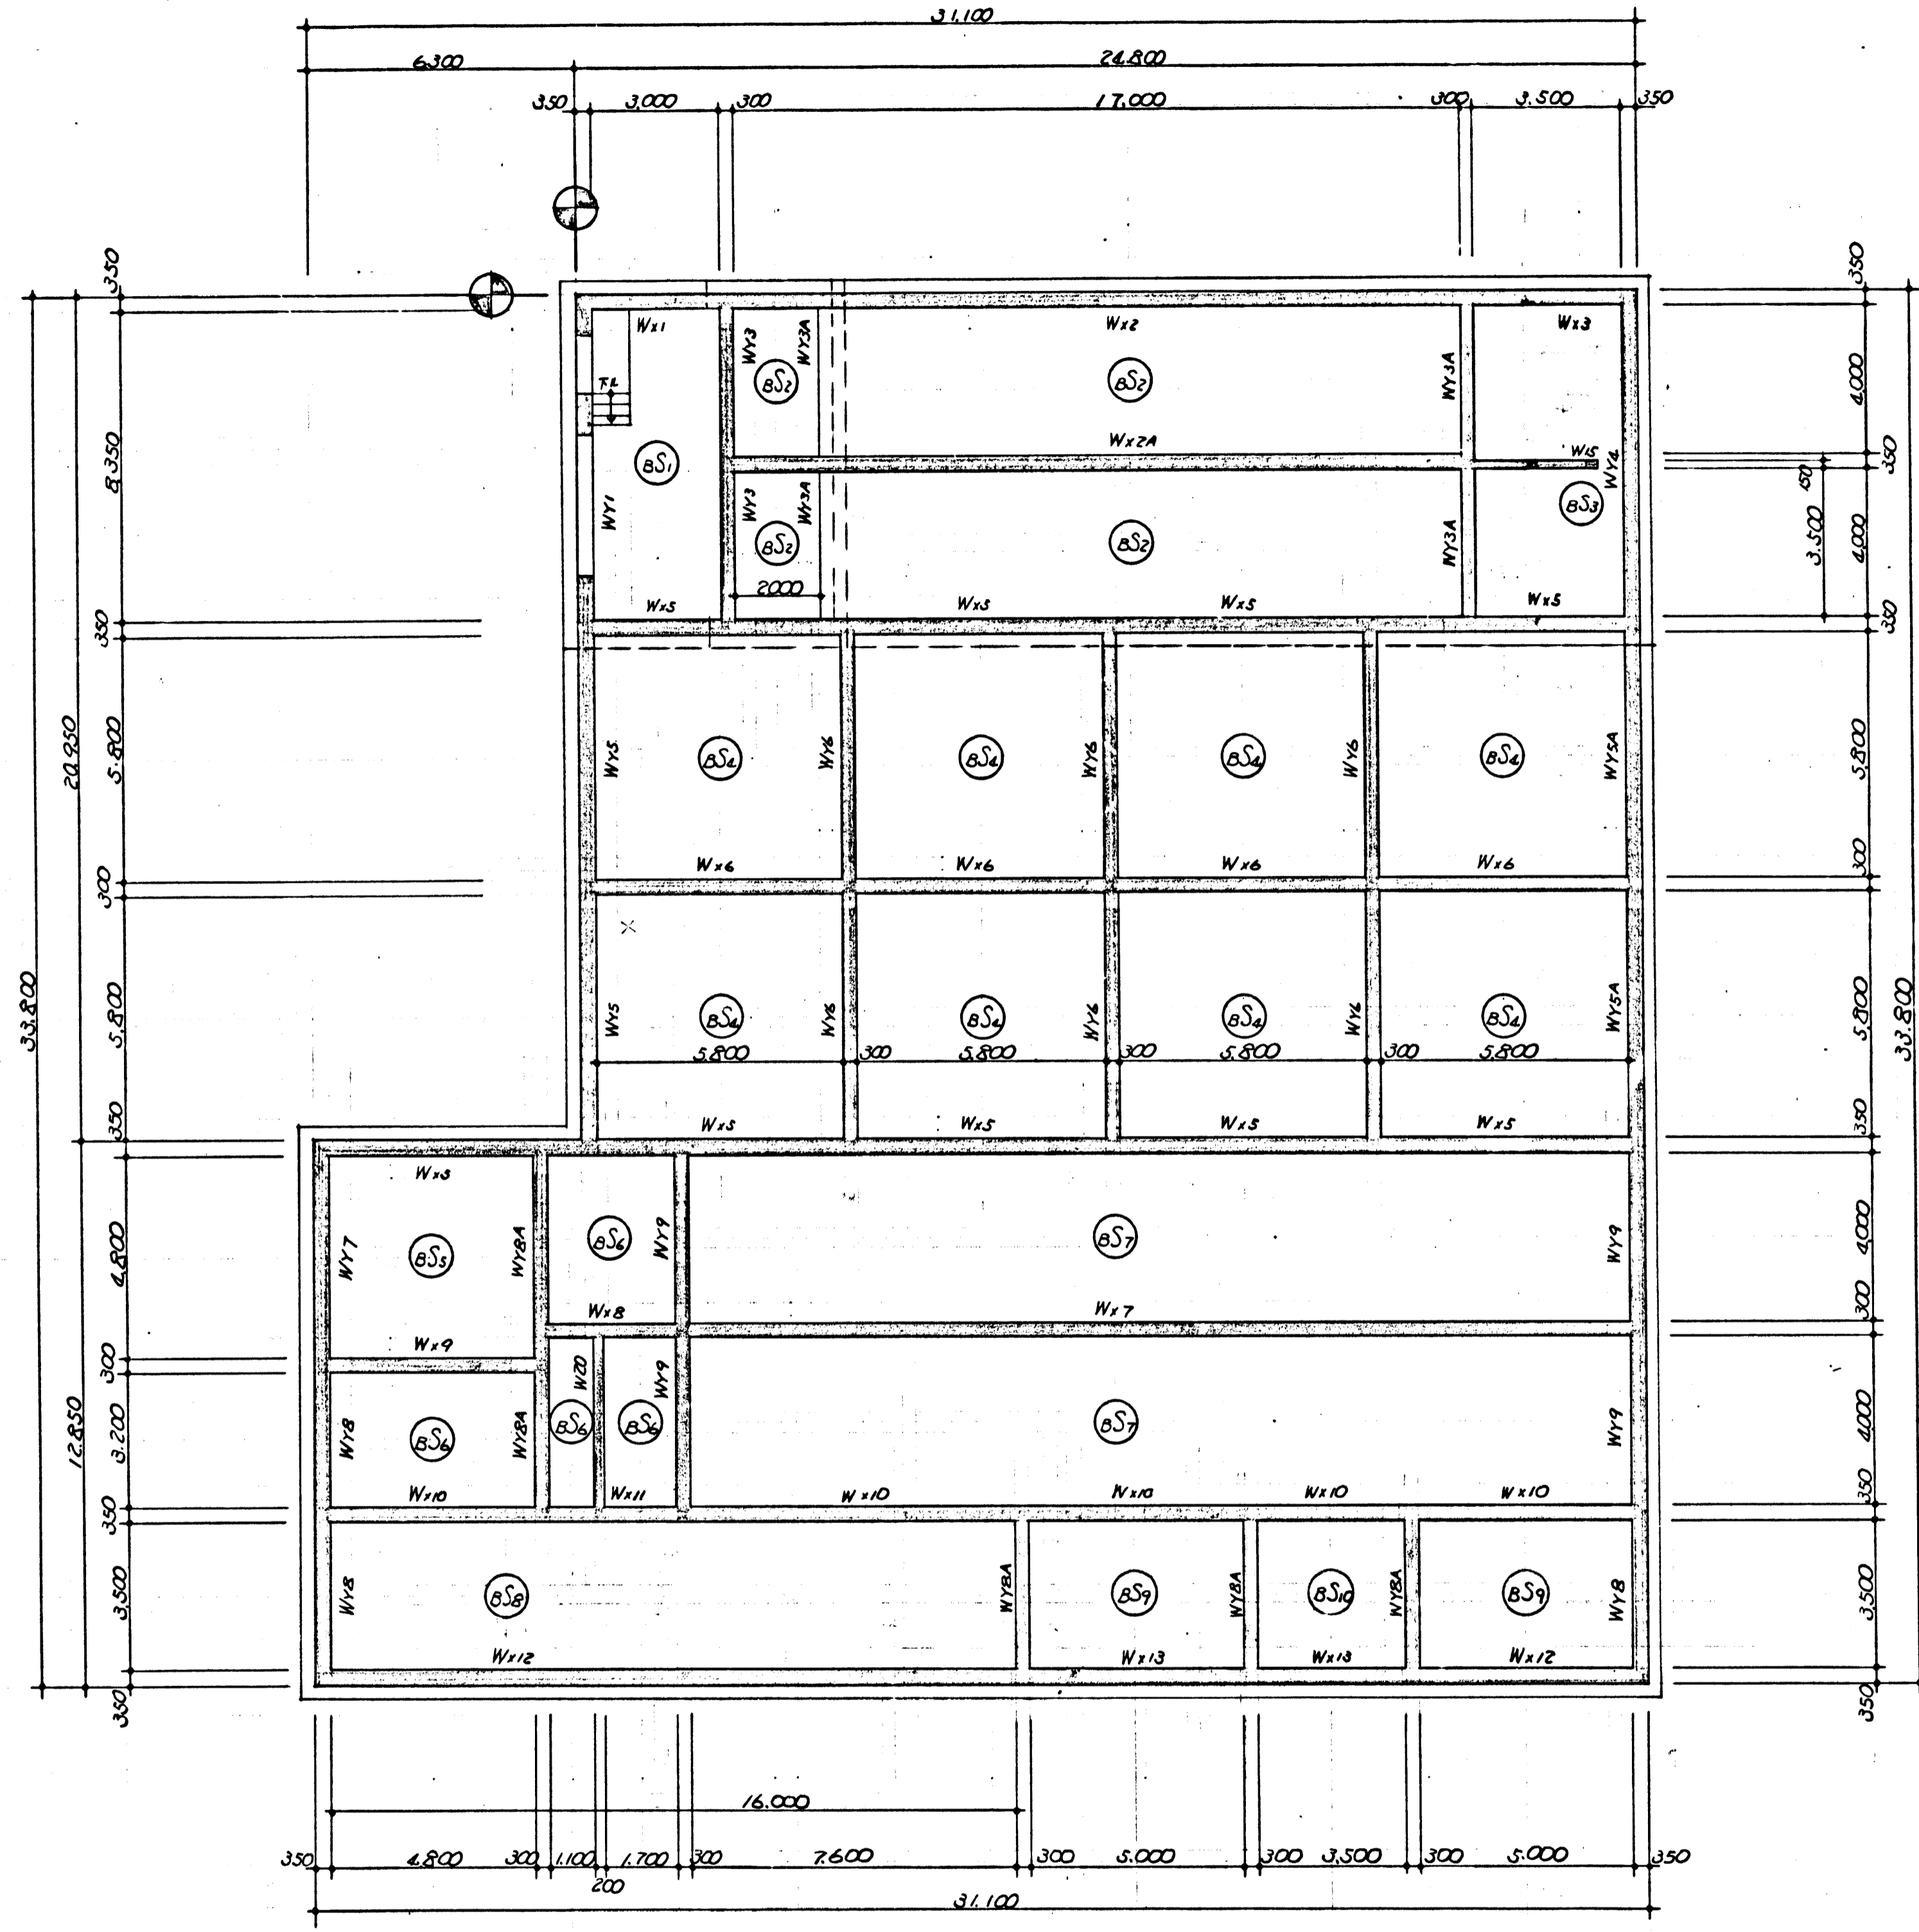 31.100
6300 24.800
350 3.000 300 17.000 300 3.500 350
350 8.350 350 5.800 300 5.800 350 4.800 300 3.200 350 3.500 350
20.950 12.850
33.800
350 4.000 350 4.000 350 5.800 300 5.800 350 4.000 300 4.000 350 3.500 350
150 3.500
33.800
Wx1 WY3 WY3A Wx2 Wx3
BS2 BS2 WY3A
下ル
Wx2A W15
BS1 WY4
WY1 WY3 WY3A BS3
BS2 BS2 WY3A
2000
Wx5 Wx5 Wx5 Wx5
WY5 BS4 WY6 BS4 WY6 BS4 WY6 BS4 WY5A
Wx6 Wx6 Wx6 Wx6
WY5 BS4 WY6 BS4 WY6 BS4 WY6 BS4 WY5A
5.800 300 5.800 300 5.800 300 5.800
Wx5 Wx5 Wx5 Wx5
Wx5
WY7 BS5 WY8A BS6 WY9 BS7 WY9
Wx8 Wx7
Wx9
W20 WY9
WY8 BS6 WY8A BS6 BS6 BS7 WY9
Wx10 Wx11 Wx10 Wx10 Wx10 Wx10
WY8 BS8 WY8A BS9 WY8A BS10 WY8A BS9 WY8
Wx12 Wx13 Wx13 Wx12
16.000
350 4.800 300 1.100 1.700 300 7.600 300 5.000 300 3.500 300 5.000 350
200
31.100